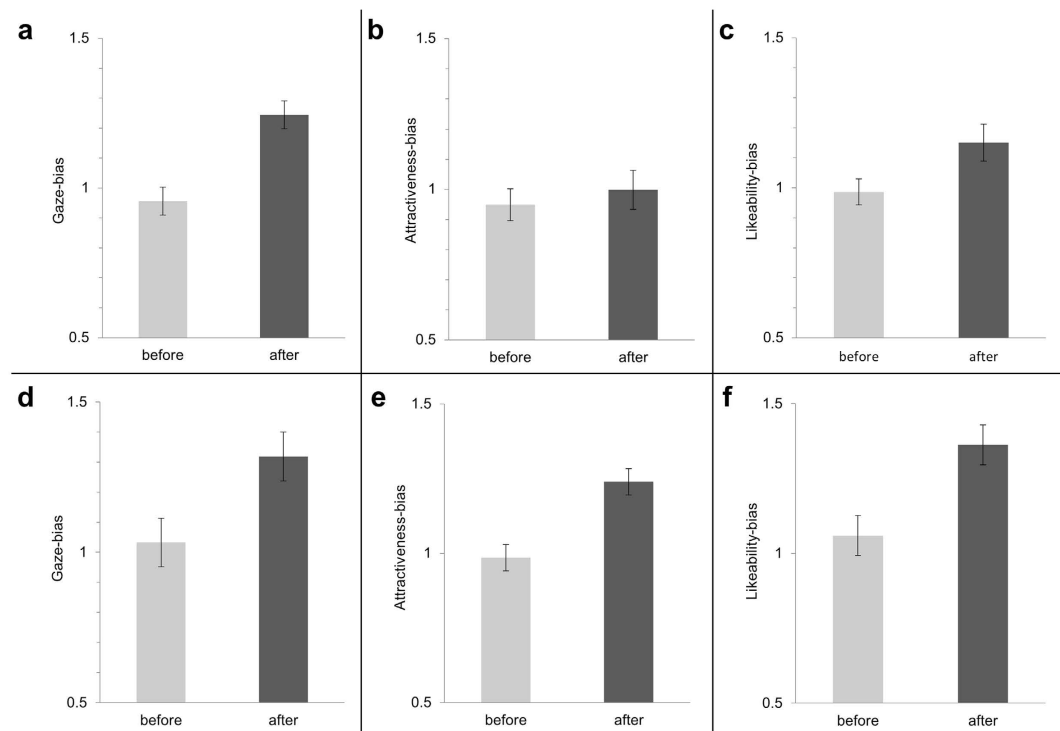 a
1.5
Gaze-bias
1
0.5
before after
b
1.5
Attractiveness-bias
1
0.5
before after
c
1.5
Likeability-bias
1
0.5
before after
d
1.5
Gaze-bias
1
0.5
before after
e
1.5
Attractiveness-bias
1
0.5
before after
f
1.5
Likeability-bias
1
0.5
before after